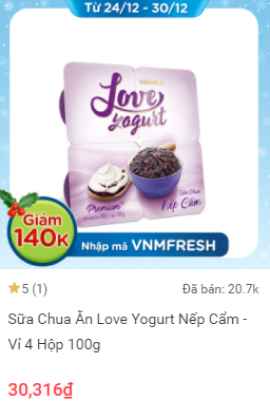 Từ 24/12 - 30/12
VINAMILK
Love
yogurt
Premium
Sữa Chua
Nếp Cẩm
Giảm
140K
Nhập mã VNMFRESH
5 (1)
Đã bán: 20.7k
Sữa Chua Ăn Love Yogurt Nếp Cẩm -
Vỉ 4 Hộp 100g
30,316₫